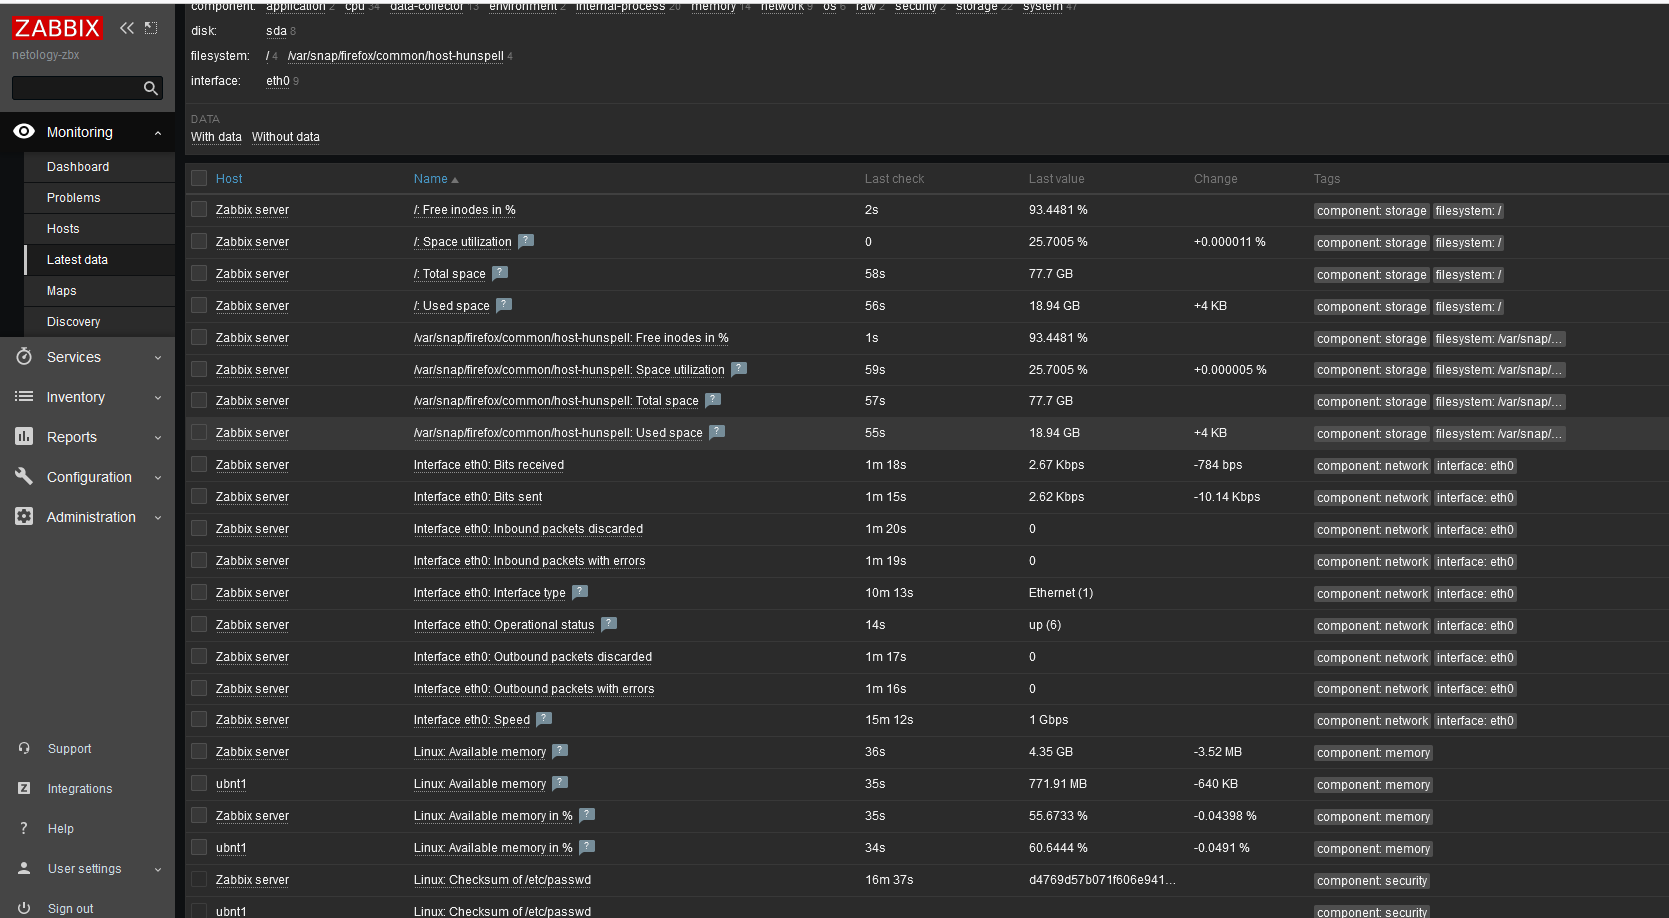 component: application 2 cpu 34 data-collector 13 environment 2 internal-process 20 memory 14 network 9 os 6 raw 2 security 2 storage 22 system 47
ZABBIX
netology-zbx
disk: sda 8
filesystem: / 4 /var/snap/firefox/common/host-hunspell 4
interface: eth0 9
DATA
With data Without data
Monitoring
Dashboard
Problems
Hosts
Latest data
Maps
Discovery
Services
Inventory
Reports
Configuration
Administration
Support
Integrations
Help
User settings
Sign out
Host Name Last check Last value Change Tags
Zabbix server /: Free inodes in % 2s 93.4481 % component: storage filesystem: /
Zabbix server /: Space utilization ? 0 25.7005 % +0.000011 % component: storage filesystem: /
Zabbix server /: Total space ? 58s 77.7 GB component: storage filesystem: /
Zabbix server /: Used space ? 56s 18.94 GB +4 KB component: storage filesystem: /
Zabbix server /var/snap/firefox/common/host-hunspell: Free inodes in % 1s 93.4481 % component: storage filesystem: /var/snap/...
Zabbix server /var/snap/firefox/common/host-hunspell: Space utilization ? 59s 25.7005 % +0.000005 % component: storage filesystem: /var/snap/...
Zabbix server /var/snap/firefox/common/host-hunspell: Total space ? 57s 77.7 GB component: storage filesystem: /var/snap/...
Zabbix server /var/snap/firefox/common/host-hunspell: Used space ? 55s 18.94 GB +4 KB component: storage filesystem: /var/snap/...
Zabbix server Interface eth0: Bits received 1m 18s 2.67 Kbps -784 bps component: network interface: eth0
Zabbix server Interface eth0: Bits sent 1m 15s 2.62 Kbps -10.14 Kbps component: network interface: eth0
Zabbix server Interface eth0: Inbound packets discarded 1m 20s 0 component: network interface: eth0
Zabbix server Interface eth0: Inbound packets with errors 1m 19s 0 component: network interface: eth0
Zabbix server Interface eth0: Interface type ? 10m 13s Ethernet (1) component: network interface: eth0
Zabbix server Interface eth0: Operational status ? 14s up (6) component: network interface: eth0
Zabbix server Interface eth0: Outbound packets discarded 1m 17s 0 component: network interface: eth0
Zabbix server Interface eth0: Outbound packets with errors 1m 16s 0 component: network interface: eth0
Zabbix server Interface eth0: Speed ? 15m 12s 1 Gbps component: network interface: eth0
Zabbix server Linux: Available memory ? 36s 4.35 GB -3.52 MB component: memory
ubnt1 Linux: Available memory ? 35s 771.91 MB -640 KB component: memory
Zabbix server Linux: Available memory in % ? 35s 55.6733 % -0.04398 % component: memory
ubnt1 Linux: Available memory in % ? 34s 60.6444 % -0.0491 % component: memory
Zabbix server Linux: Checksum of /etc/passwd 16m 37s d4769d57b071f606e941... component: security
ubnt1 Linux: Checksum of /etc/passwd component: security